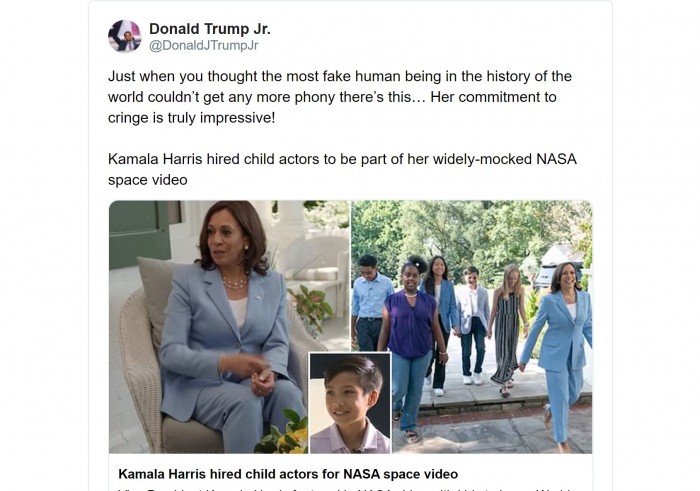 Donald Trump Jr.
@DonaldJTrumpJr
Just when you thought the most fake human being in the history of the
world couldn’t get any more phony there’s this… Her commitment to
cringe is truly impressive!
Kamala Harris hired child actors to be part of her widely-mocked NASA
space video
Kamala Harris hired child actors for NASA space video